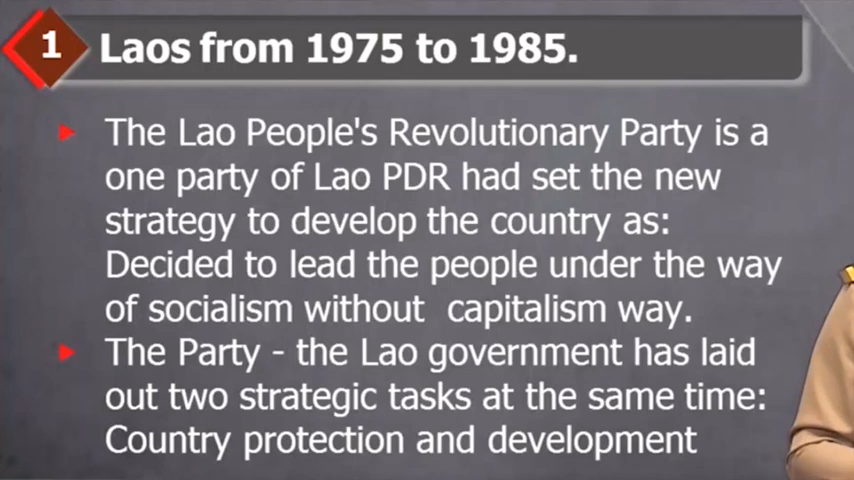 1
Laos from 1975 to 1985.
The Lao People's Revolutionary Party is a
one party of Lao PDR had set the new
strategy to develop the country as:
Decided to lead the people under the way
of socialism without capitalism way.
The Party - the Lao government has laid
out two strategic tasks at the same time:
Country protection and development